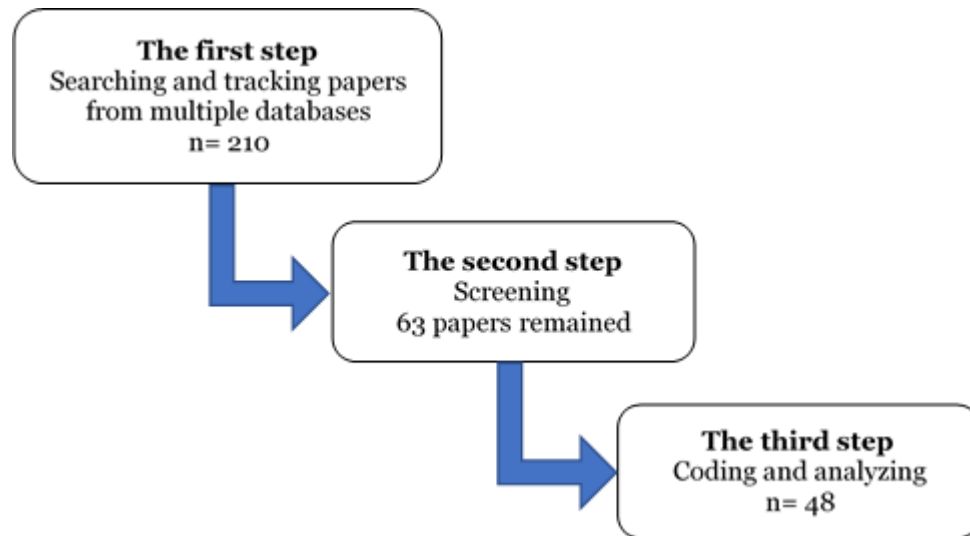 The first step
Searching and tracking papers
from multiple databases
n= 210
The second step
Screening
63 papers remained
The third step
Coding and analyzing
n= 48